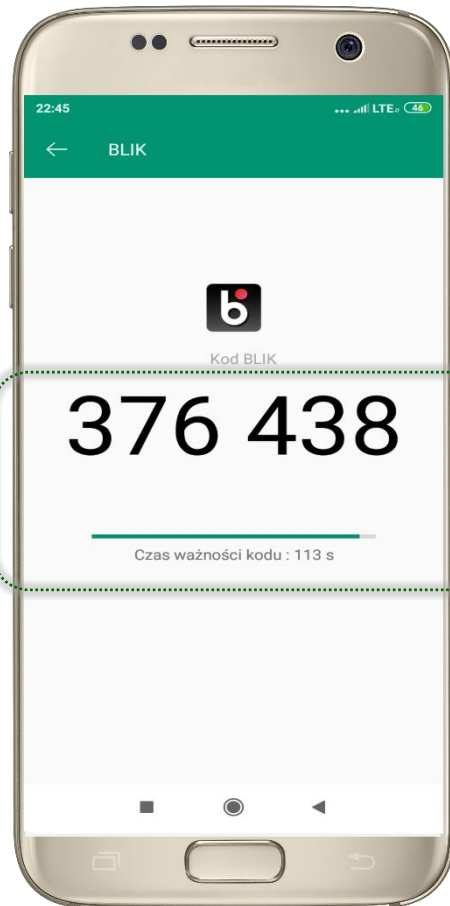 22:45 ... LTE 46
BLIK
b
Kod BLIK
376 438
Czas ważności kodu : 113 s